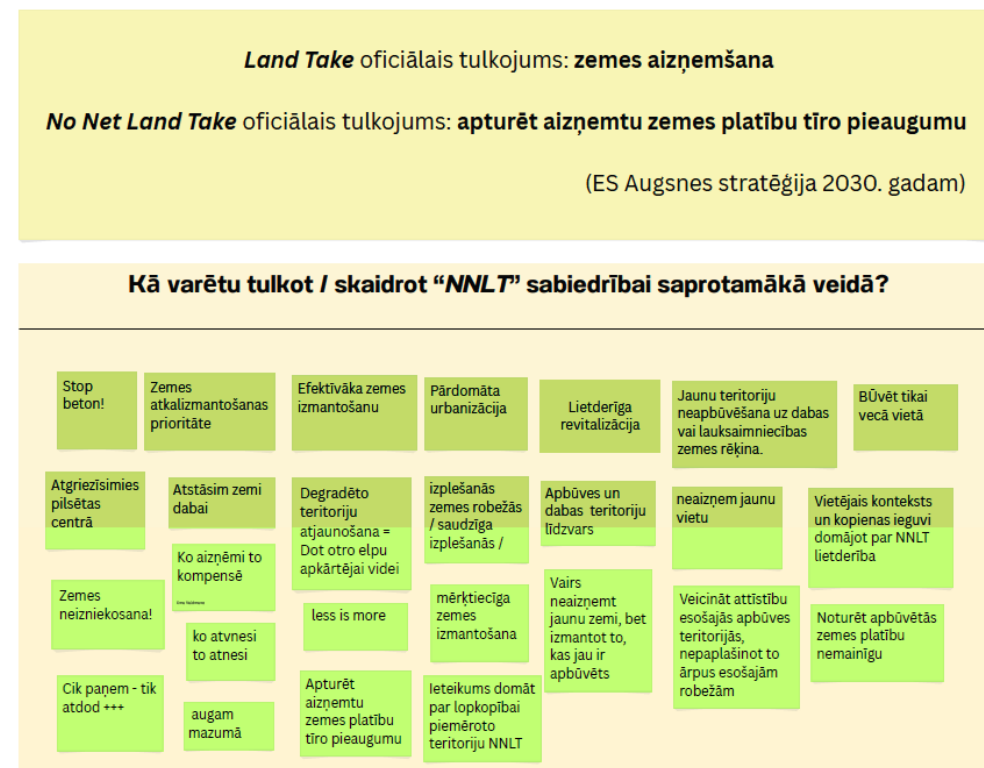 Land Take oficiālais tulkojums: zemes aizņemšana
No Net Land Take oficiālais tulkojums: apturēt aizņemtu zemes platību tīro pieaugumu
(ES Augsnes stratēģija 2030. gadam)
Kā varētu tulkot / skaidrot “NNLT” sabiedrībai saprotamākā veidā?
Stop
beton!
Zemes
atkalizmantošanas
prioritāte
Efektīvāka zemes
izmantošanu
Pārdomāta
urbanizācija
Lietderīga
revitalizācija
Jaunu teritoriju
neapbūvēšana uz dabas
vai lauksaimniecības
zemes rēķina.
BŪvēt tikai
vecā vietā
Atgriezīsimies
pilsētas
centrā
Atstāsim zemi
dabai
Degradēto
teritoriju
atjaunošana =
Dot otro elpu
apkārtējai videi
izplešanās
zemes robežās
/ saudzīga
izplešanās /
Apbūves un
dabas teritoriju
līdzvars
neaizņem jaunu
vietu
Vietējais konteksts
un kopienas ieguvi
domājot par NNLT
lietderība
Ko aizņēmi to
kompensē
Zemes
neizniekosana!
less is more
mērķtiecīga
zemes
izmantošana
Vairs
neaizņemt
jaunu zemi, bet
izmantot to,
kas jau ir
apbūvēts
Veicināt attīstību
esošajās apbūves
teritorijās,
nepaplašinot to
ārpus esošajām
robežām
Noturēt apbūvētās
zemes platību
nemainīgu
ko atvnesi
to atnesi
Cik paņem - tik
atdod +++
augam
mazumā
Apturēt
aizņemtu
zemes platību
tīro pieaugumu
Ieteikums domāt
par lopkopībai
piemēroto
teritoriju NNLT